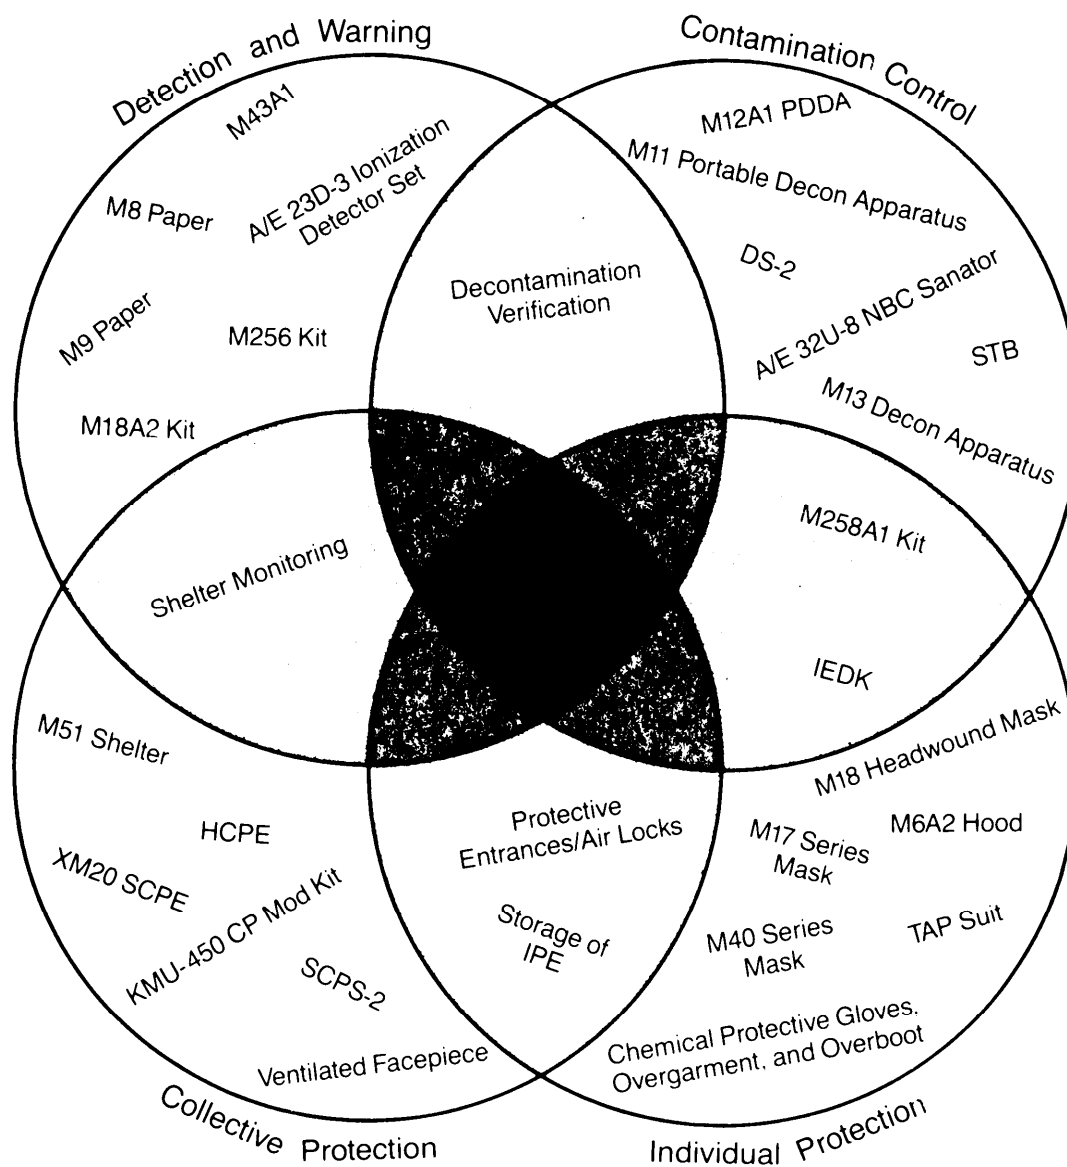 Detection and Warning
Contamination Control
M43A1
A/E 23D-3 Ionization
Detector Set
M8 Paper
M9 Paper
M256 Kit
M18A2 Kit
Decontamination
Verification
M12A1 PDDA
M11 Portable Decon Apparatus
DS-2
A/E 32U-8 NBC Sanator
STB
M13 Decon Apparatus
Shelter Monitoring
M258A1 Kit
IEDK
M51 Shelter
HCPE
XM20 SCPE
KMU-450 CP Mod Kit
SCPS-2
Ventilated Facepiece
Protective
Entrances/Air Locks
Storage of
IPE
M18 Headwound Mask
M17 Series
Mask
M6A2 Hood
M40 Series
Mask
TAP Suit
Chemical Protective Gloves,
Overgarment, and Overboot
Collective Protection
Individual Protection